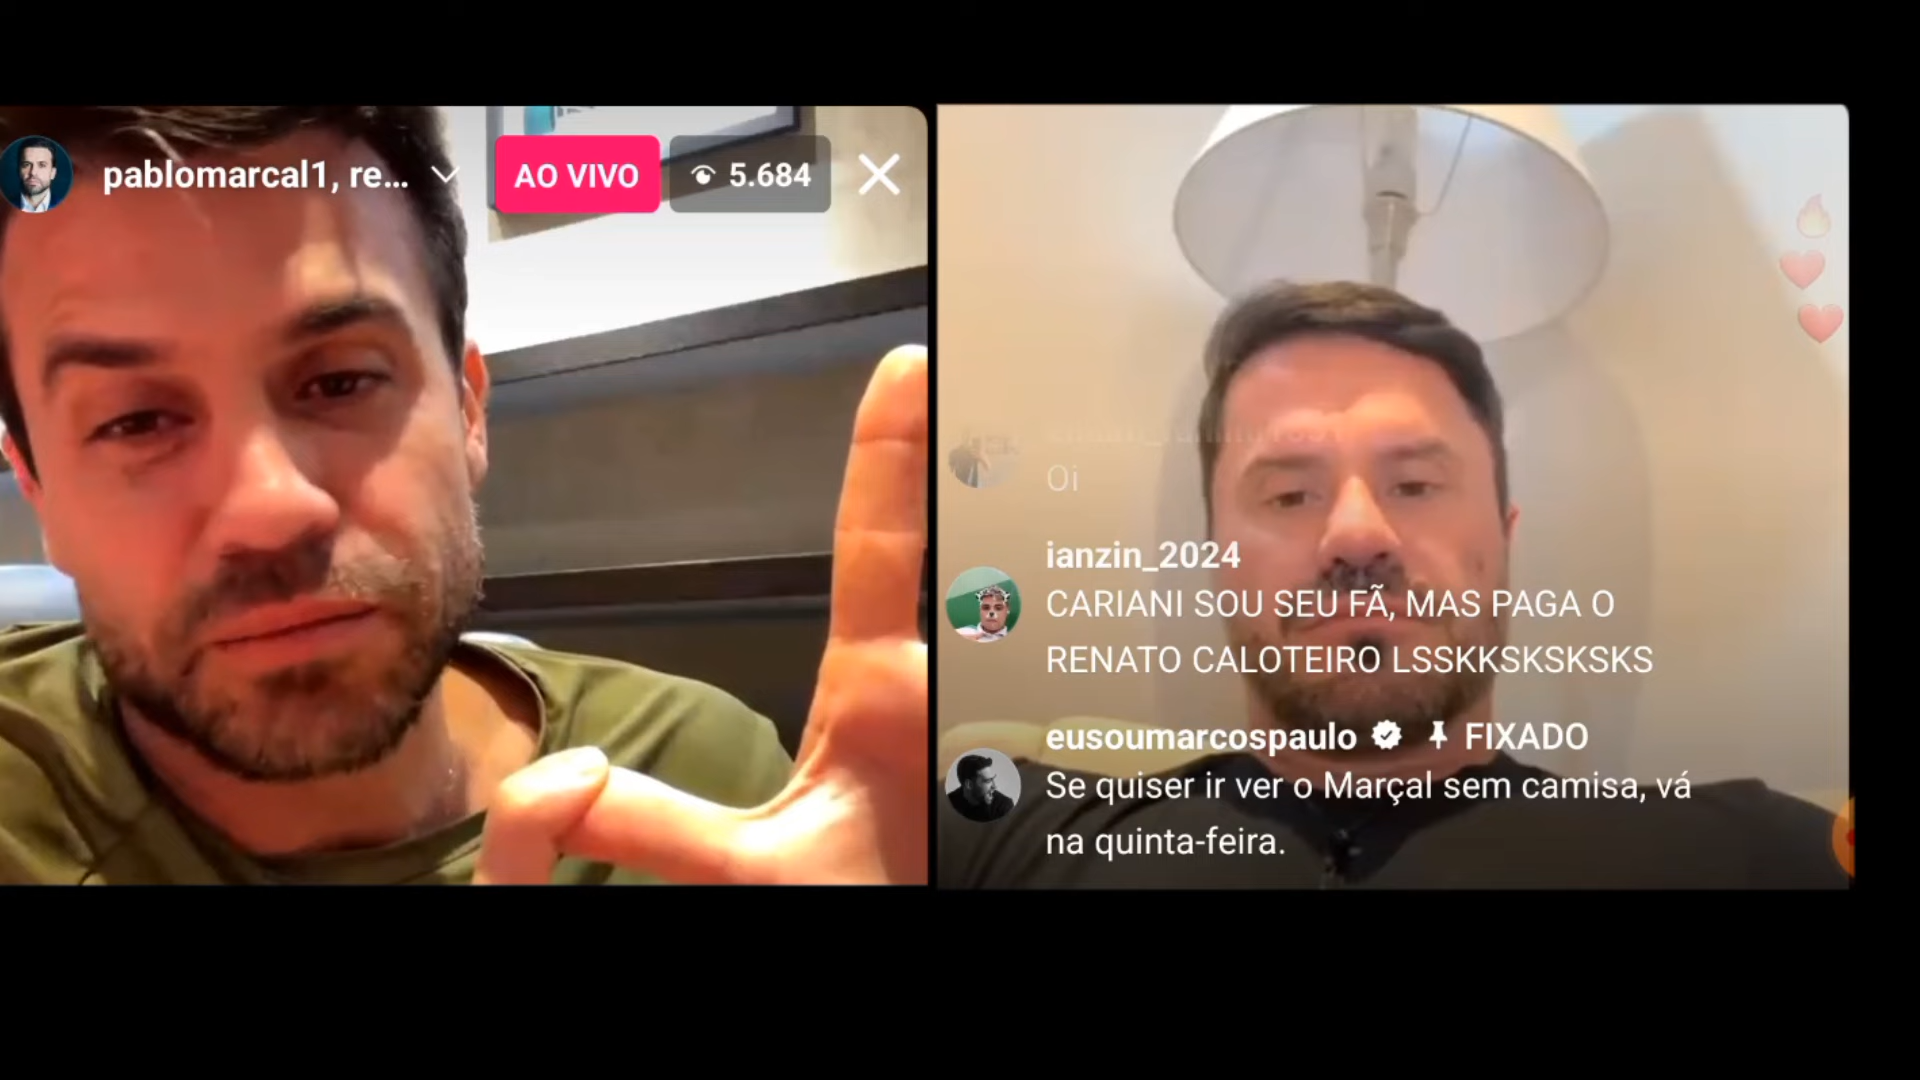 pablomarcal1, re...
AO VIVO
5.684
Oi
ianzin_2024
CARIANI SOU SEU FÃ, MAS PAGA O
RENATO CALOTEIRO LSSKKSKSKSKS
eusoumarcospaulo
FIXADO
Se quiser ir ver o Marçal sem camisa, vá
na quinta-feira.